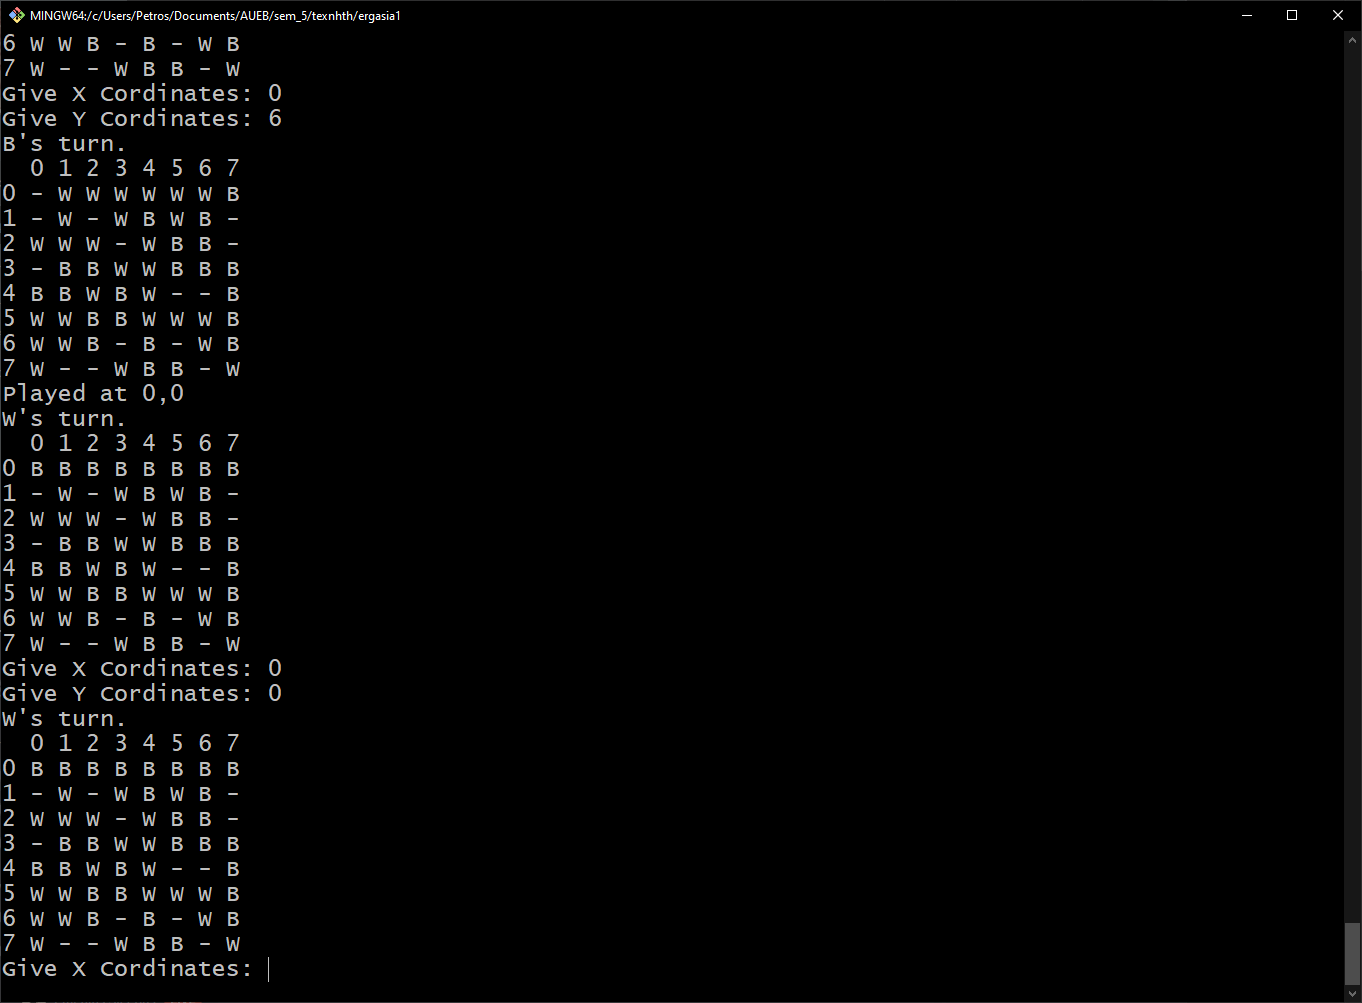 MINGW64:/c/Users/Petros/Documents/AUEB/sem_5/texnhth/ergasia1
6 W W B - B - W B
7 W - - W B B - W
Give X Cordinates: 0
Give Y Cordinates: 6
B's turn.
  0 1 2 3 4 5 6 7
0 - W W W W W W B
1 - W - W B W B -
2 W W W - W B B -
3 - B B W W B B B
4 B B W B W - - B
5 W W B B W W W B
6 W W B - B - W B
7 W - - W B B - W
Played at 0,0
W's turn.
  0 1 2 3 4 5 6 7
0 B B B B B B B B
1 - W - W B W B -
2 W W W - W B B -
3 - B B W W B B B
4 B B W B W - - B
5 W W B B W W W B
6 W W B - B - W B
7 W - - W B B - W
Give X Cordinates: 0
Give Y Cordinates: 0
W's turn.
  0 1 2 3 4 5 6 7
0 B B B B B B B B
1 - W - W B W B -
2 W W W - W B B -
3 - B B W W B B B
4 B B W B W - - B
5 W W B B W W W B
6 W W B - B - W B
7 W - - W B B - W
Give X Cordinates: